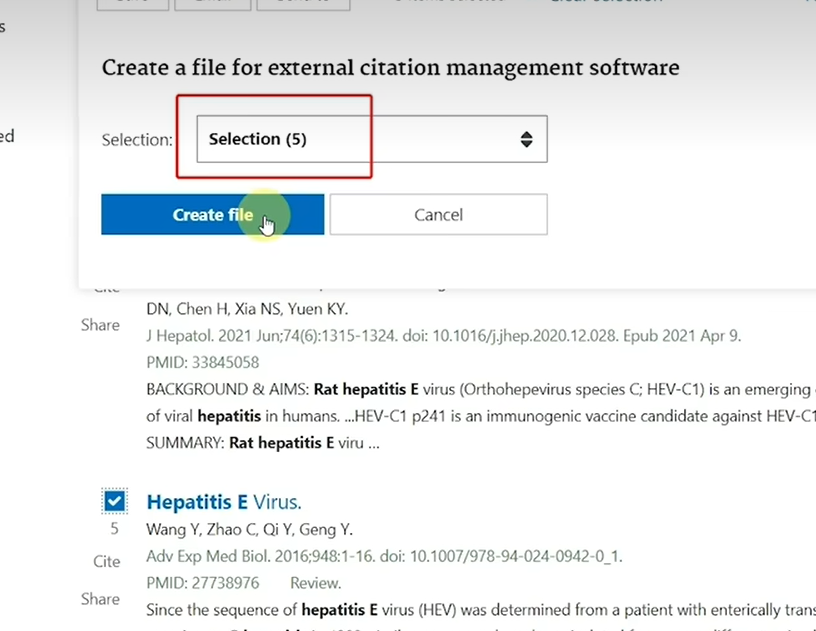 s
ed
Create a file for external citation management software
Selection: Selection (5)
Create file Cancel
Share
DN, Chen H, Xia NS, Yuen KY.
J Hepatol. 2021 Jun;74(6):1315-1324. doi: 10.1016/j.jhep.2020.12.028. Epub 2021 Apr 9.
PMID: 33845058
BACKGROUND & AIMS: Rat hepatitis E virus (Orthohepevirus species C; HEV-C1) is an emerging
of viral hepatitis in humans. ...HEV-C1 p241 is an immunogenic vaccine candidate against HEV-C1
SUMMARY: Rat hepatitis E viru ...
Hepatitis E Virus.
5
Wang Y, Zhao C, Qi Y, Geng Y.
Cite
Adv Exp Med Biol. 2016;948:1-16. doi: 10.1007/978-94-024-0942-0_1.
PMID: 27738976 Review.
Share
Since the sequence of hepatitis E virus (HEV) was determined from a patient with enterically trans